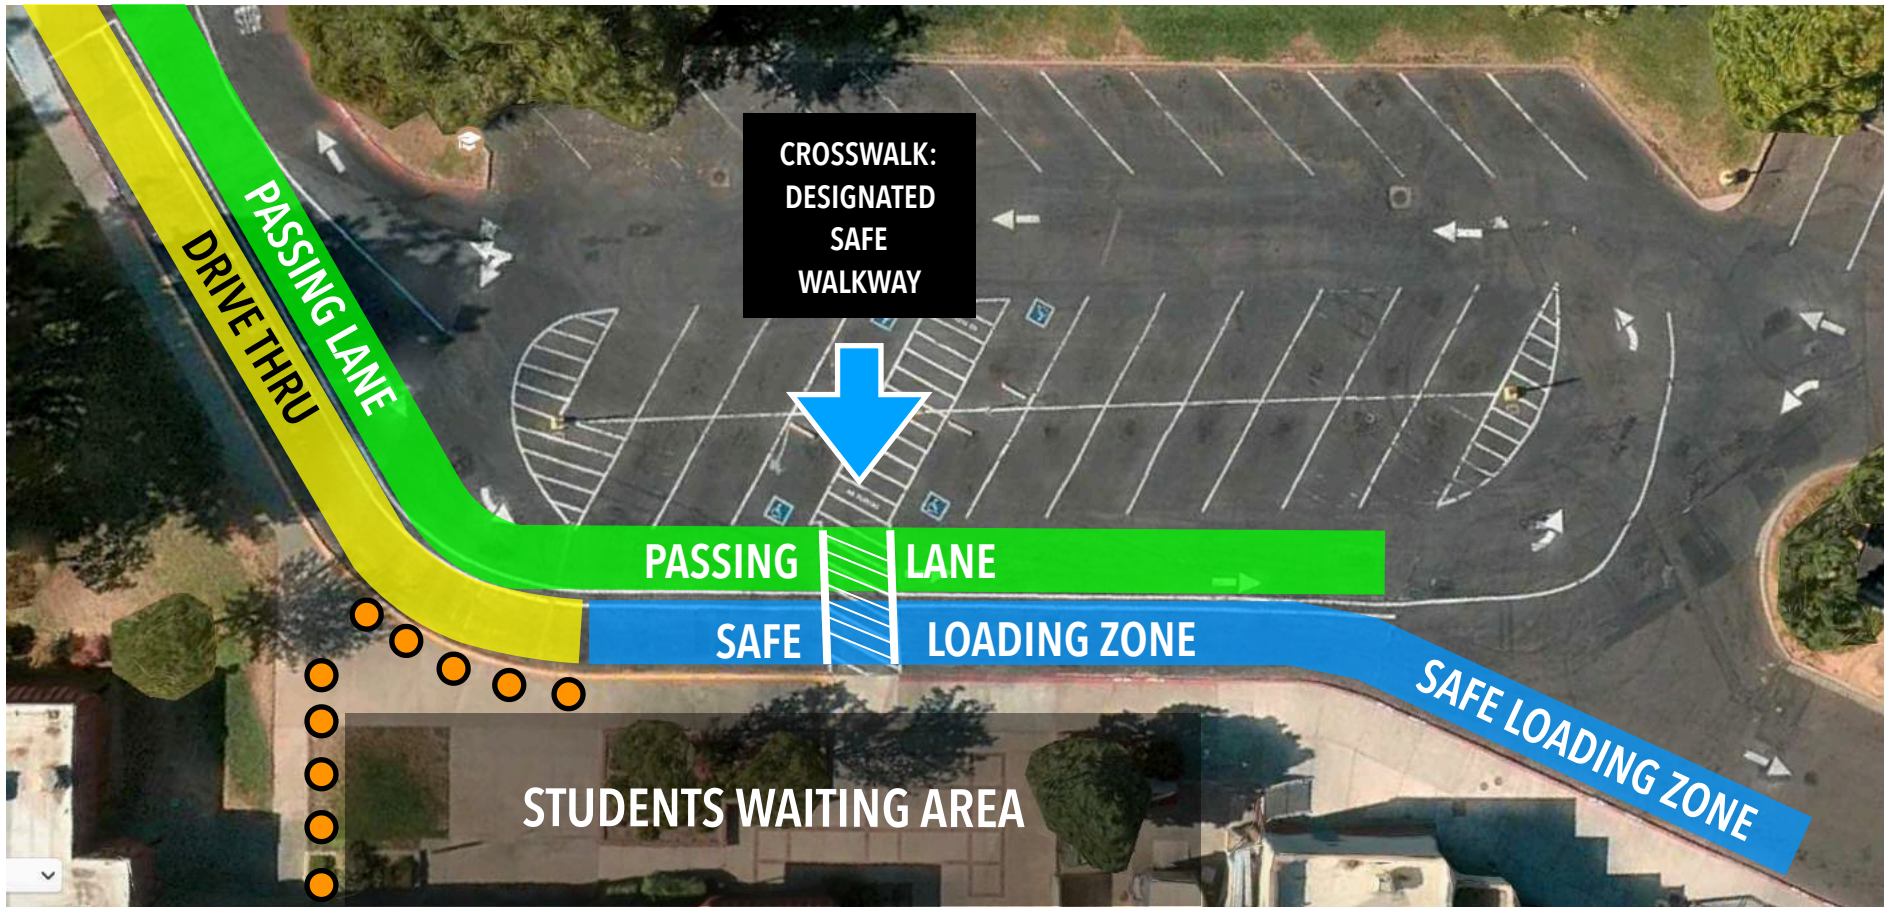 CROSSWALK:
DESIGNATED
SAFE
WALKWAY
PASSING LANE
DRIVE THRU
PASSING LANE
SAFE LOADING ZONE
SAFE LOADING ZONE
STUDENTS WAITING AREA